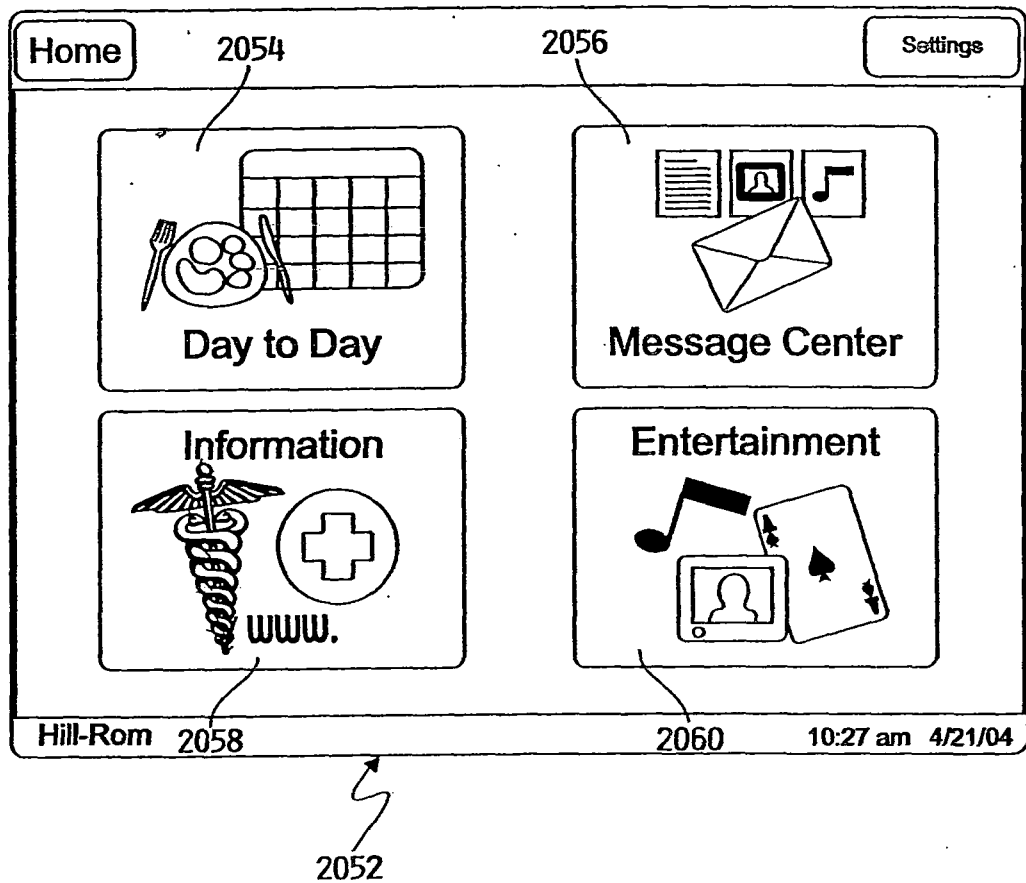 Home 2054 2056 Settings
Day to Day
Message Center
Information
Entertainment
www.
Hill-Rom 2058 2060 10:27 am 4/21/04
2052